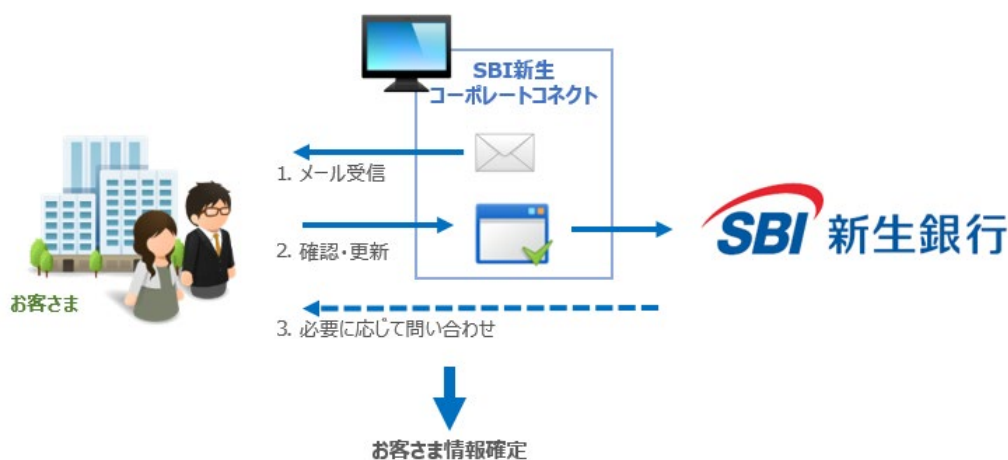 SBI新生
コーポレートコネクト
1. メール受信
2. 確認・更新
SBI 新生銀行
お客さま
3. 必要に応じて問い合わせ
お客さま情報確定